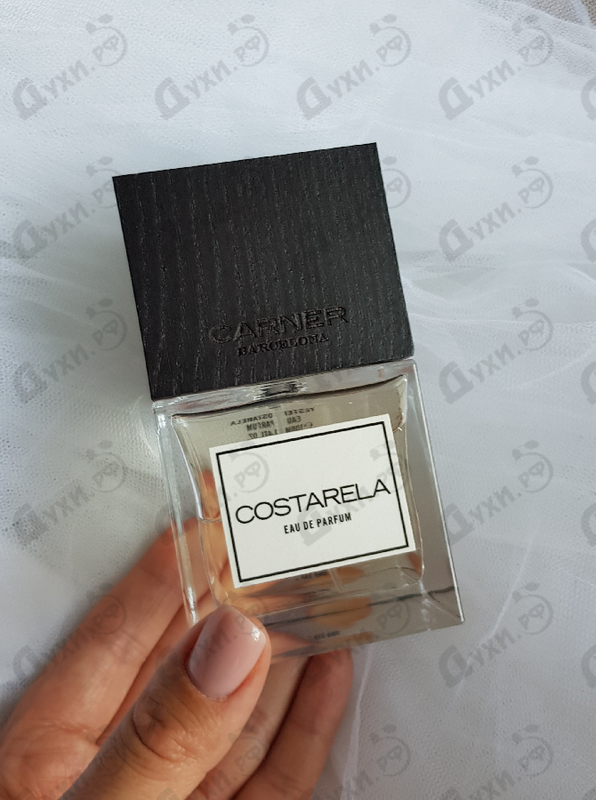 Духи.рф
CARNER
BARCELONA
COSTARELA
EAU DE PARFUM